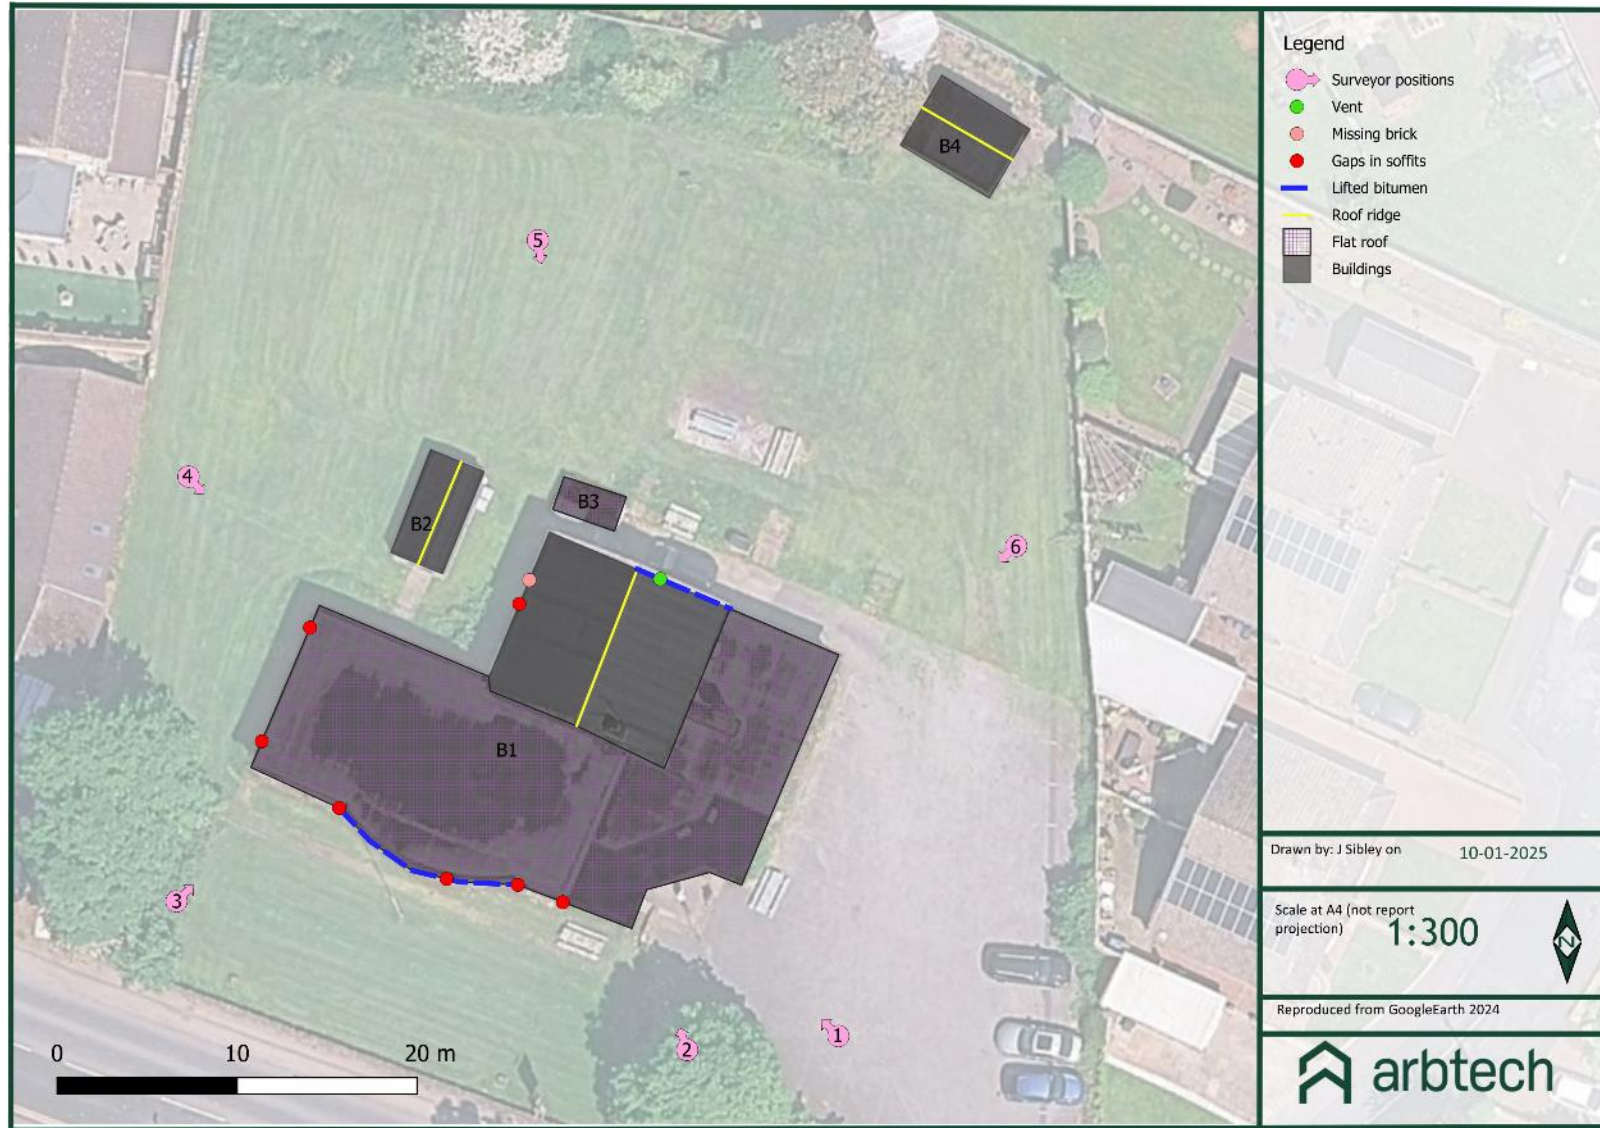 Legend
Surveyor positions
Vent
Missing brick
Gaps in soffits
Lifted bitumen
Roof ridge
Flat roof
Buildings
B4
5
4
B3
B2
6
B1
3
1
2
0 10 20 m
Drawn by: J Sibley on 10-01-2025
Scale at A4 (not report
projection) 1:300
N
Reproduced from GoogleEarth 2024
arbtech